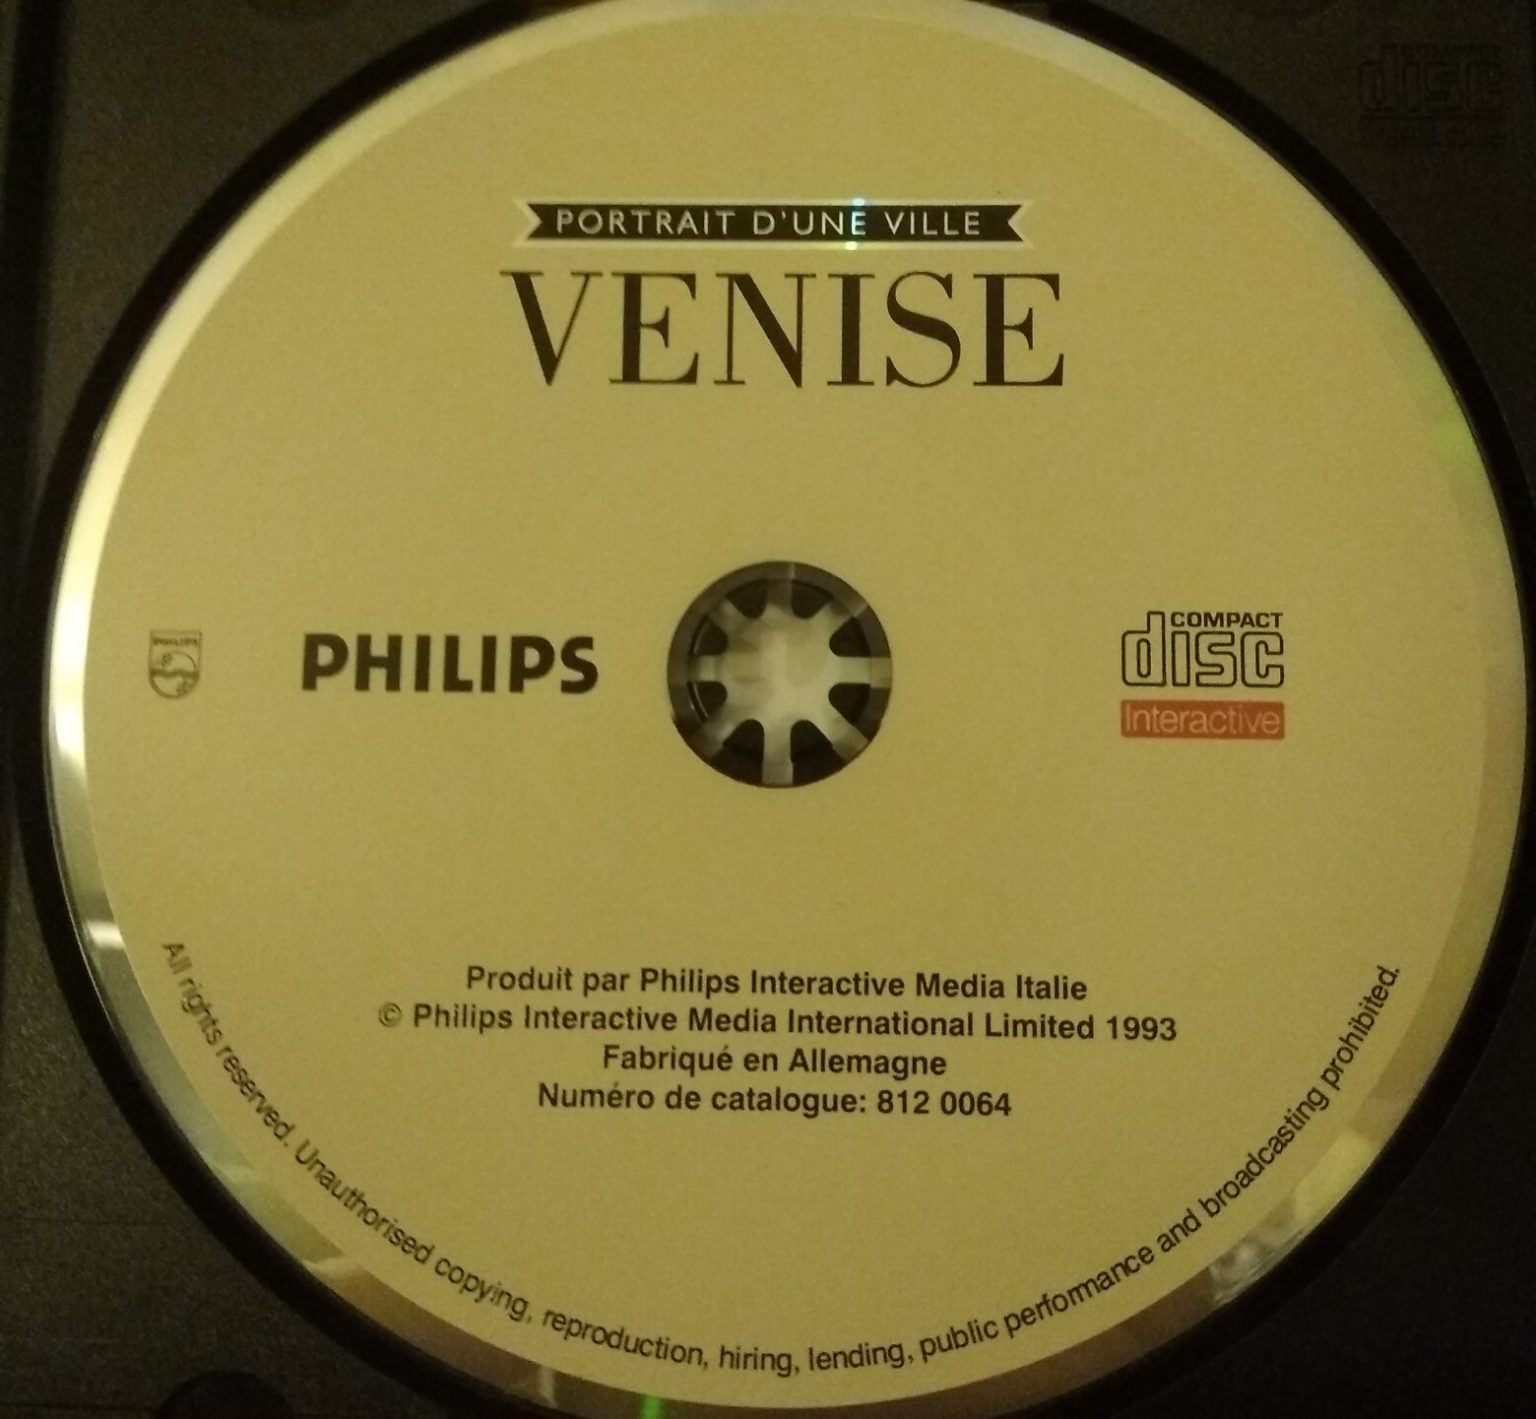 PORTRAIT D'UNE VILLE
VENISE
PHILIPS
PHILIPS
COMPACT
disc
Interactive
Produit par Philips Interactive Media Italie
© Philips Interactive Media International Limited 1993
Fabriqué en Allemagne
Numéro de catalogue: 812 0064
All rights reserved. Unauthorised copying, reproduction, hiring, lending, public performance and broadcasting prohibited.
disc